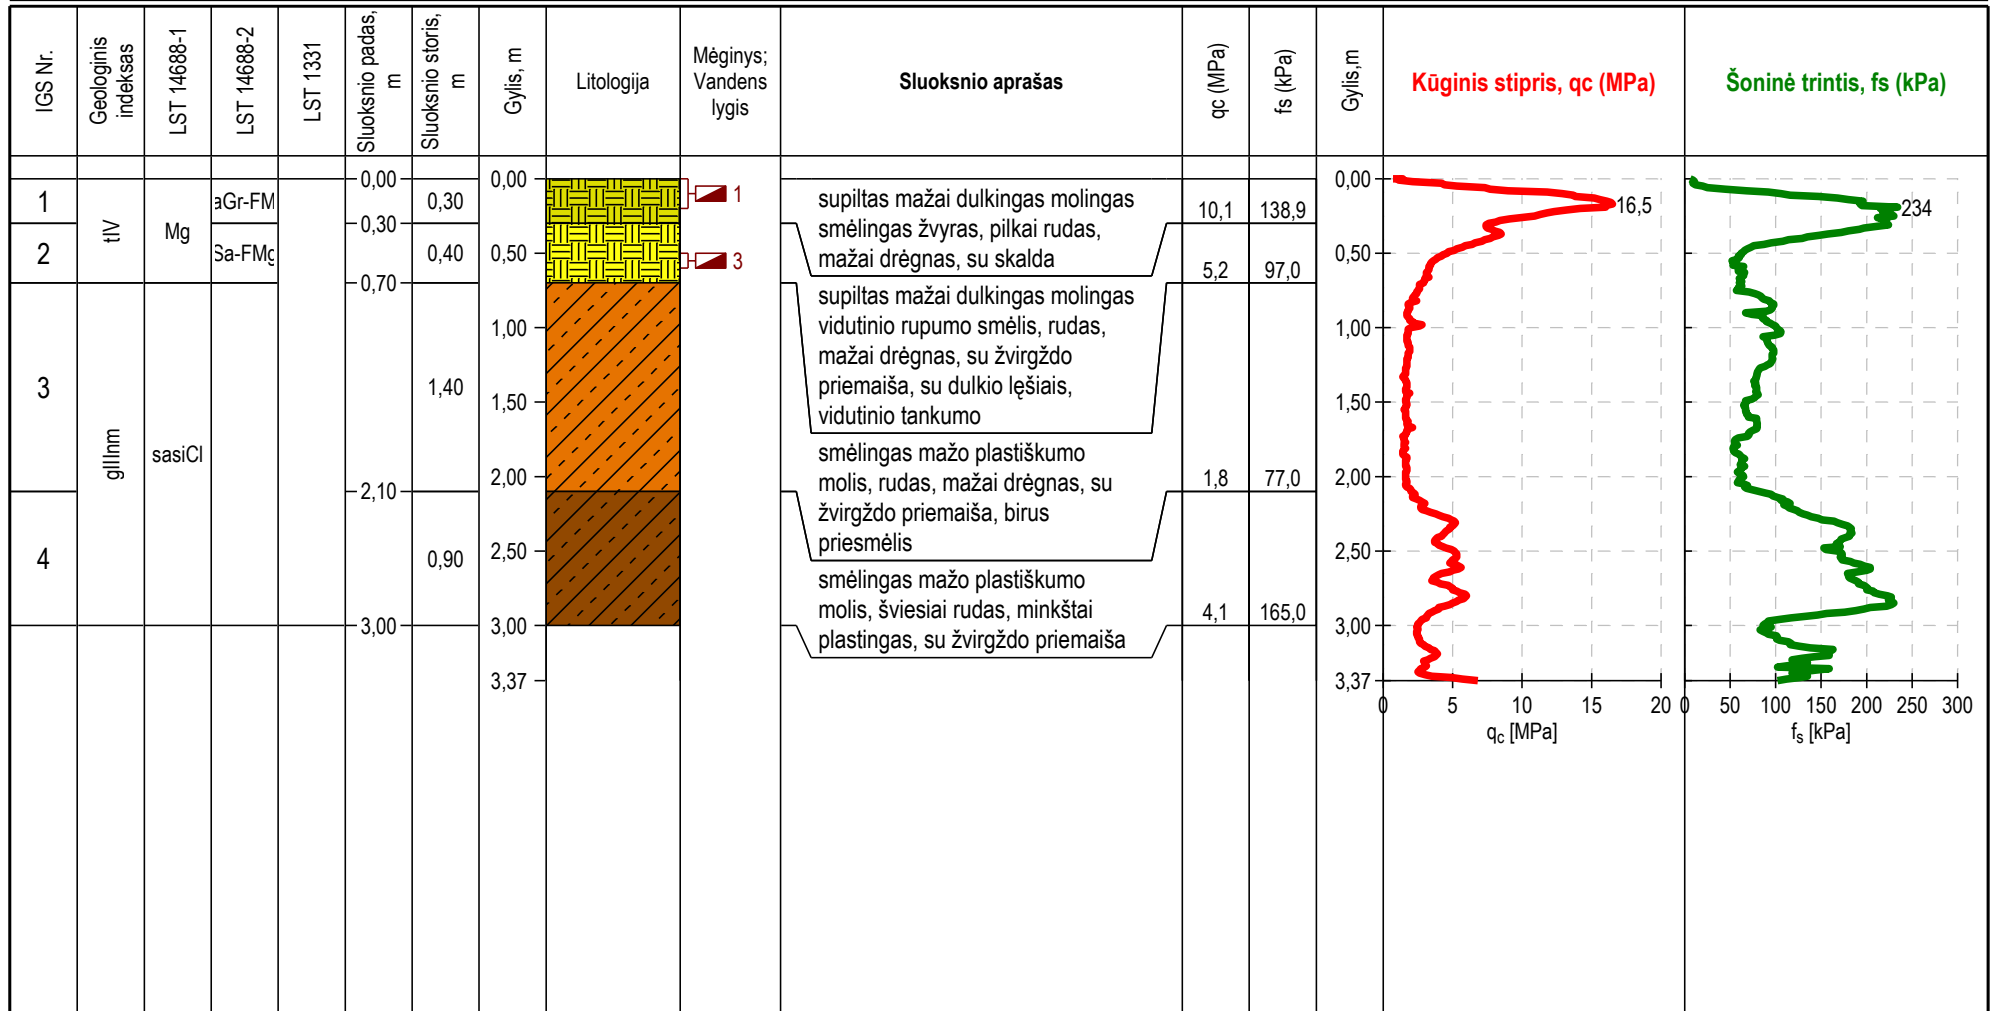 IGS Nr.
Geologinis
indeksas
LST 14688-1
LST 14688-2
LST 1331
Sluoksnio padas,
m
Sluoksnio storis,
m
Gylis, m
Litologija
Mėginys;
Vandens
lygis
Sluoksnio aprašas
qc (MPa)
fs (kPa)
Gylis,m
Kūginis stipris, qc (MPa)
Šoninė trintis, fs (kPa)
1
2
3
4
tIV
gIIInm
Mg
sasiCl
aGr-FM
Sa-FMg
0,00
0,30
0,70
2,10
3,00
0,30
0,40
1,40
0,90
0,00
0,50
1,00
1,50
2,00
2,50
3,00
3,37
1
3
supiltas mažai dulkingas molingas
smėlingas žvyras, pilkai rudas,
mažai drėgnas, su skalda
10,1 138,9
supiltas mažai dulkingas molingas
vidutinio rupumo smėlis, rudas,
mažai drėgnas, su žvirgždo
priemaiša, su dulkio lęšiais,
vidutinio tankumo
5,2 97,0
smėlingas mažo plastiškumo
molis, rudas, mažai drėgnas, su
žvirgždo priemaiša, birus
priesmėlis
1,8 77,0
smėlingas mažo plastiškumo
molis, šviesiai rudas, minkštai
plastingas, su žvirgždo priemaiša
4,1 165,0
0,00
0,50
1,00
1,50
2,00
2,50
3,00
3,37
16,5
0 5 10 15 20
qc [MPa]
234
0 50 100 150 200 250 300
fs [kPa]